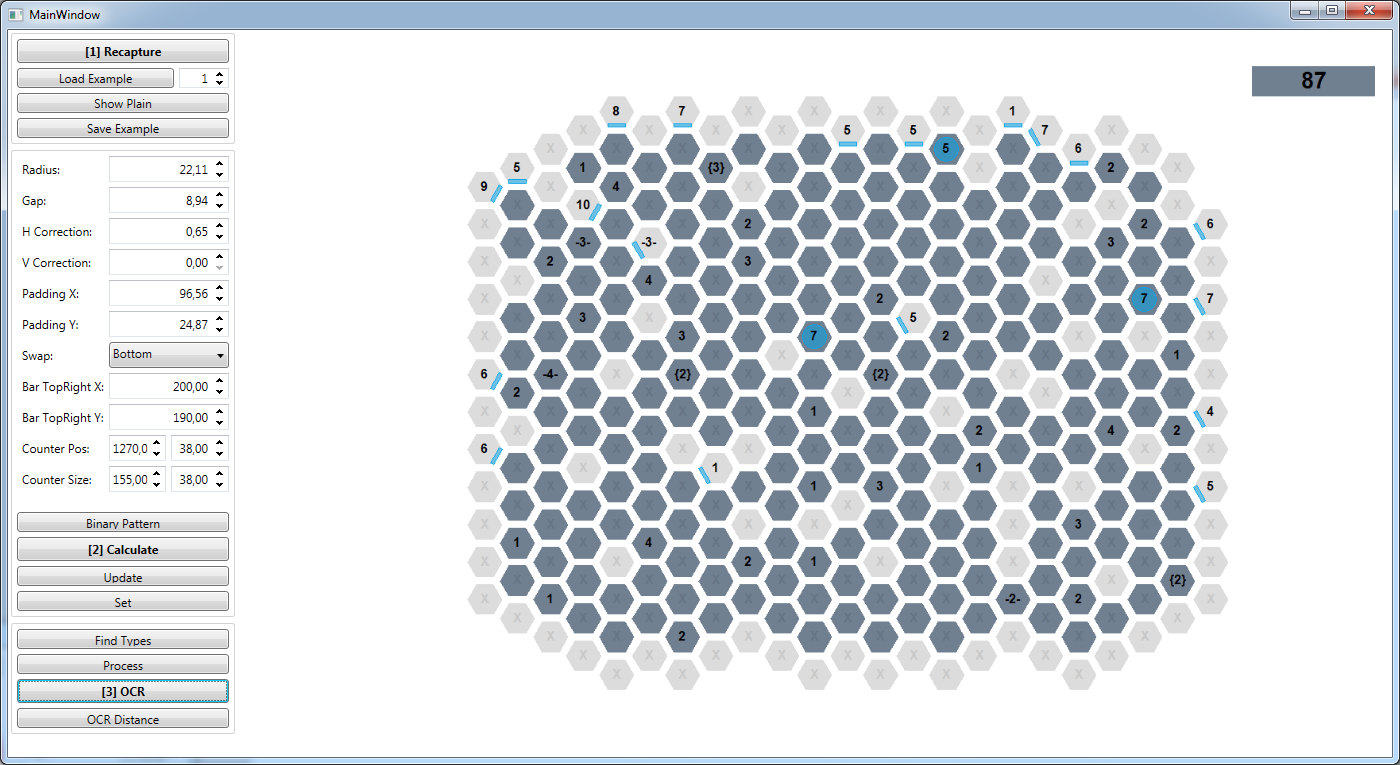 MainWindow
[1] Recapture
Load Example 1
Show Plain
Save Example
Radius: 22,11
Gap: 8,94
H Correction: 0,65
V Correction: 0,00
Padding X: 96,56
Padding Y: 24,87
Swap: Bottom
Bar TopRight X: 200,00
Bar TopRight Y: 190,00
Counter Pos: 1270,0 38,00
Counter Size: 155,00 38,00
Binary Pattern
[2] Calculate
Update
Set
Find Types
Process
[3] OCR
OCR Distance
87
8 7 1
5 5 7
5 6
5 1 {3} 2
9 4
10
2 2 6
-3- -3- 3
2 3
4
2 7 7
3 5
3 7 2
1
6 -4- {2} {2}
2
1 4
2 4 2
6
1 1
1 3 5
3
1 4
2 1
{2}
1 -2- 2
2